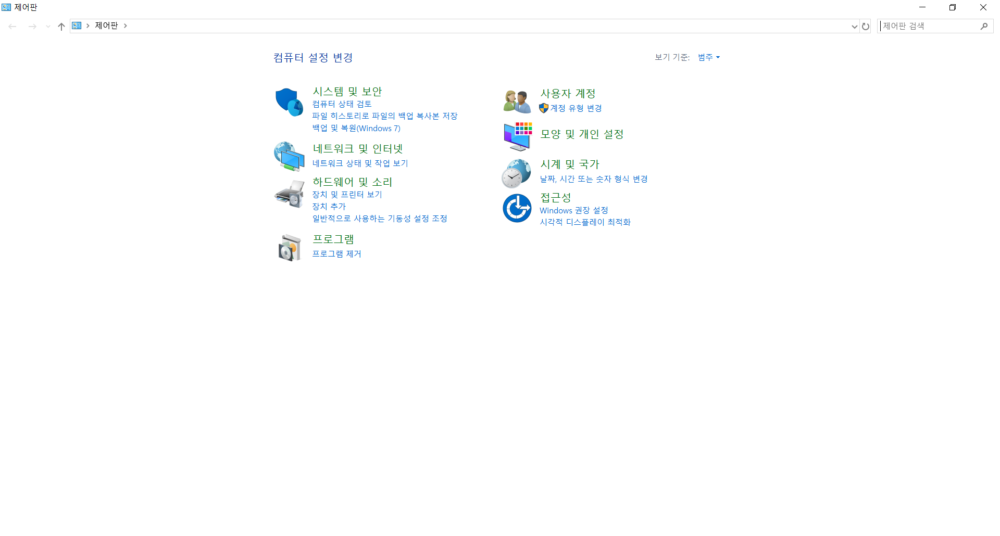 제어판
제어판
제어판 검색
컴퓨터 설정 변경
보기 기준: 범주
시스템 및 보안
컴퓨터 상태 검토
파일 히스토리로 파일의 백업 복사본 저장
백업 및 복원(Windows 7)
네트워크 및 인터넷
네트워크 상태 및 작업 보기
하드웨어 및 소리
장치 및 프린터 보기
장치 추가
일반적으로 사용하는 기동성 설정 조정
프로그램
프로그램 제거
사용자 계정
계정 유형 변경
모양 및 개인 설정
시계 및 국가
날짜, 시간 또는 숫자 형식 변경
접근성
Windows 권장 설정
시각적 디스플레이 최적화